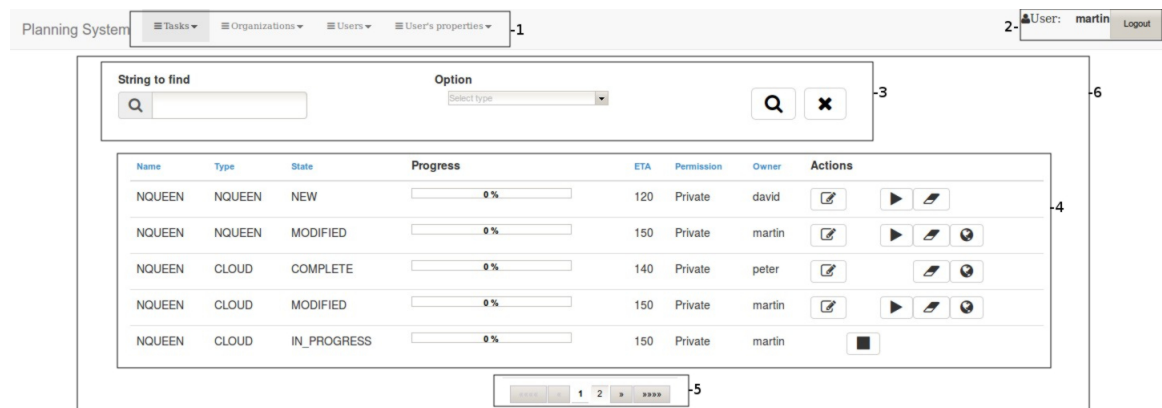 Planning System Tasks Organizations Users User's properties -1 2- User: martin Logout
String to find Option
Select type
-3 -6
Name Type State Progress ETA Permission Owner Actions
NQUEEN NQUEEN NEW 0 % 120 Private david
-4
NQUEEN NQUEEN MODIFIED 0 % 150 Private martin
NQUEEN CLOUD COMPLETE 0 % 140 Private peter
NQUEEN CLOUD MODIFIED 0 % 150 Private martin
NQUEEN CLOUD IN_PROGRESS 0 % 150 Private martin
«««« « 1 2 » »»»» -5